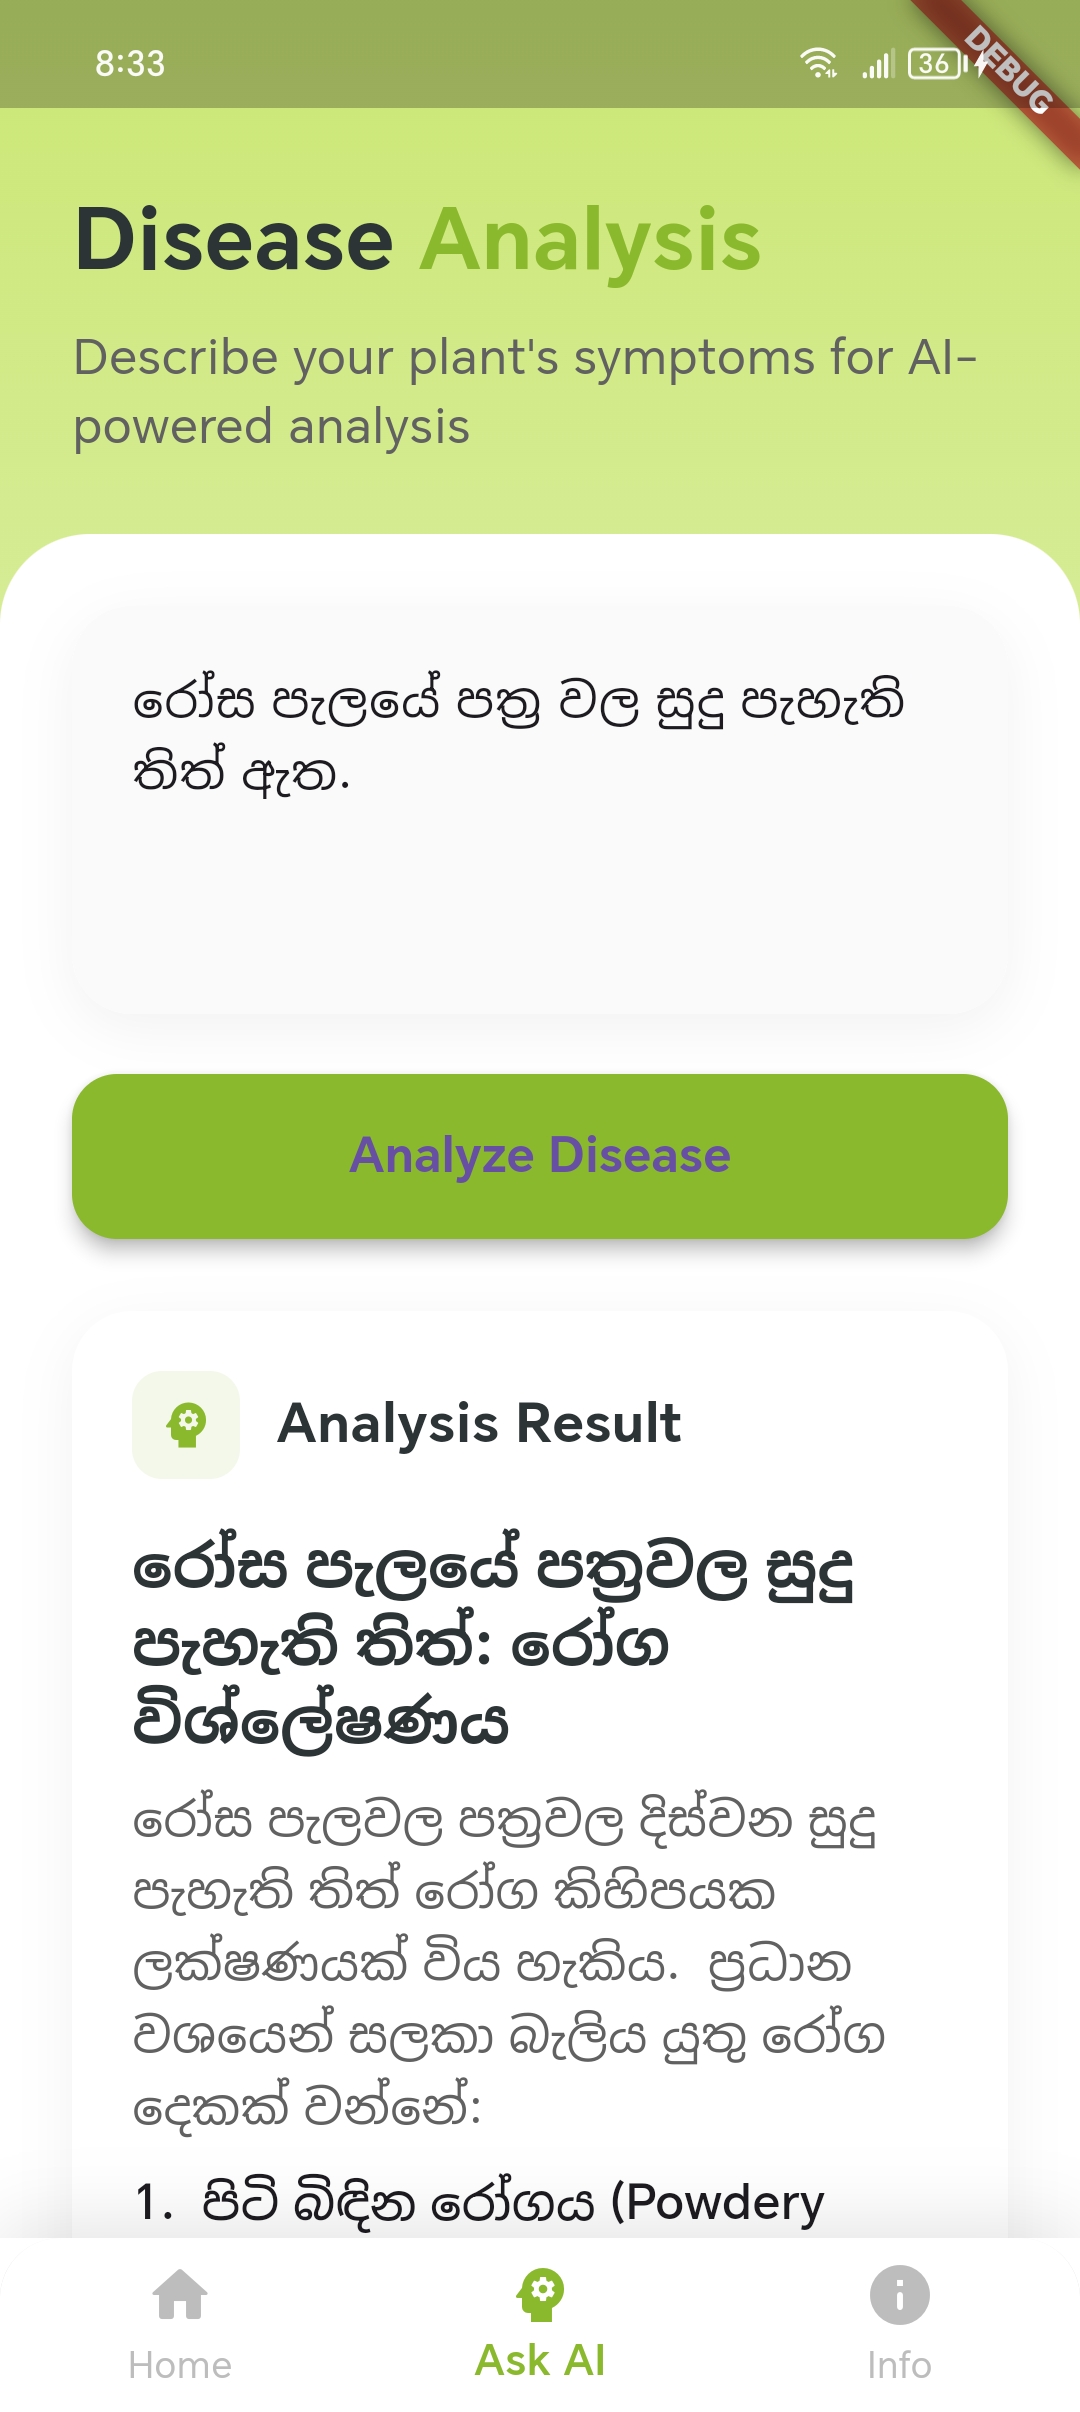 8:33
36
DEBUG
Disease Analysis
Describe your plant's symptoms for AI-
powered analysis
රෝස පැලයේ පත්‍ර වල සුදු පැහැති
තිත් ඇත.
Analyze Disease
Analysis Result
රෝස පැලයේ පත්‍රවල සුදු
පැහැති තිත්: රෝග
විශ්ලේෂණය
රෝස පැලවල පත්‍රවල දිස්වන සුදු
පැහැති තිත් රෝග කිහිපයක
ලක්ෂණයක් විය හැකිය.  ප්‍රධාන
වශයෙන් සලකා බැලිය යුතු රෝග
දෙකක් වන්නේ:
1.  පිටි බිඳින රෝගය (Powdery
Home
Ask AI
Info